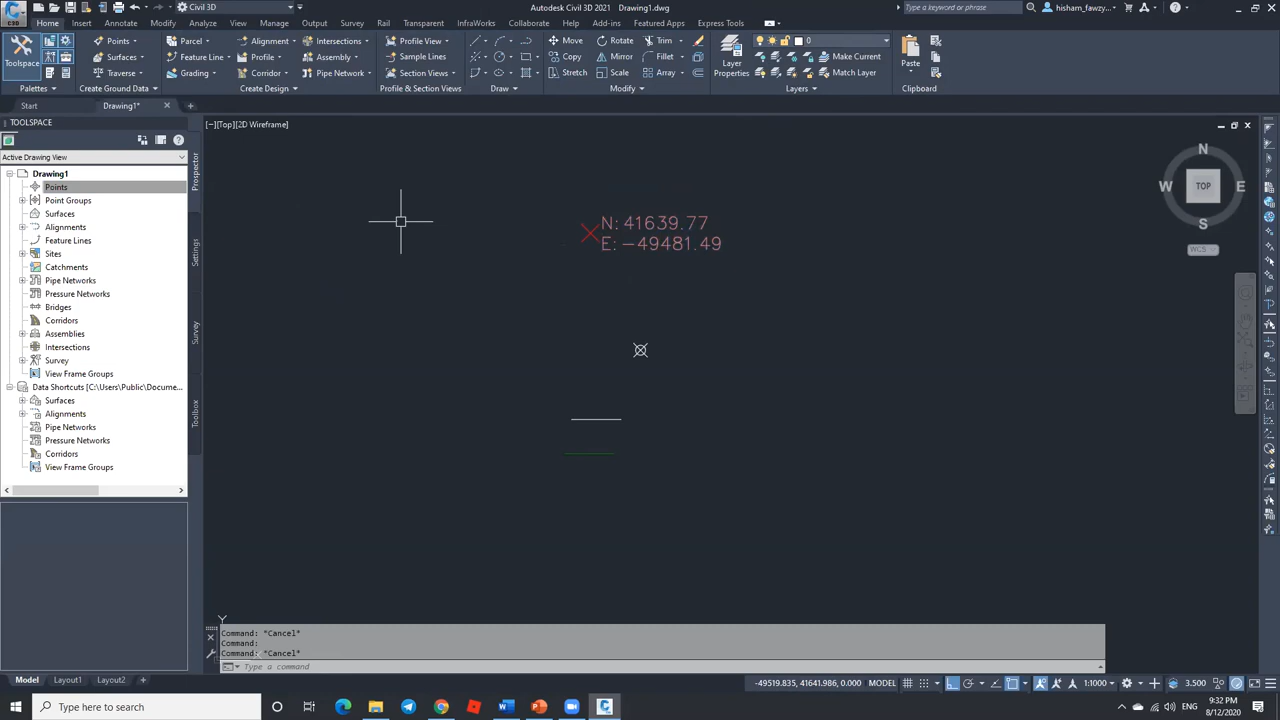 C3D
Civil 3D
Autodesk Civil 3D 2021 Drawing1.dwg
Type a keyword or phrase
hisham_fawzy...
Home Insert Annotate Modify Analyze View Manage Output Survey Rail Transparent InfraWorks Collaborate Help Add-ins Featured Apps Express Tools
Toolspace
Points
Surfaces
Traverse
Parcel
Feature Line
Grading
Alignment
Profile
Corridor
Intersections
Assembly
Pipe Network
Profile View
Sample Lines
Section Views
Move
Copy
Stretch
Rotate
Mirror
Scale
Trim
Fillet
Array
Layer
Properties
0
Make Current
Match Layer
Paste
Palettes Create Ground Data Create Design Profile & Section Views Draw Modify Layers Clipboard
Start
Drawing1*
TOOLSPACE
[−][Top][2D Wireframe]
Active Drawing View
Drawing1
Points
Point Groups
Surfaces
Alignments
Feature Lines
Sites
Catchments
Pipe Networks
Pressure Networks
Bridges
Corridors
Assemblies
Intersections
Survey
View Frame Groups
Data Shortcuts [C:\Users\Public\Docume...
Surfaces
Alignments
Pipe Networks
Pressure Networks
Corridors
View Frame Groups
Prospector
Settings
Survey
Toolbox
N: 41639.77
E: −49481.49
N
W
TOP
E
S
WCS
Y
Command: *Cancel*
Command:
Command: *Cancel*
Type a command
Model Layout1 Layout2
-49519.835, 41641.986, 0.000 MODEL
1:1000
3.500
Type here to search
ENG
9:32 PM
8/12/2020